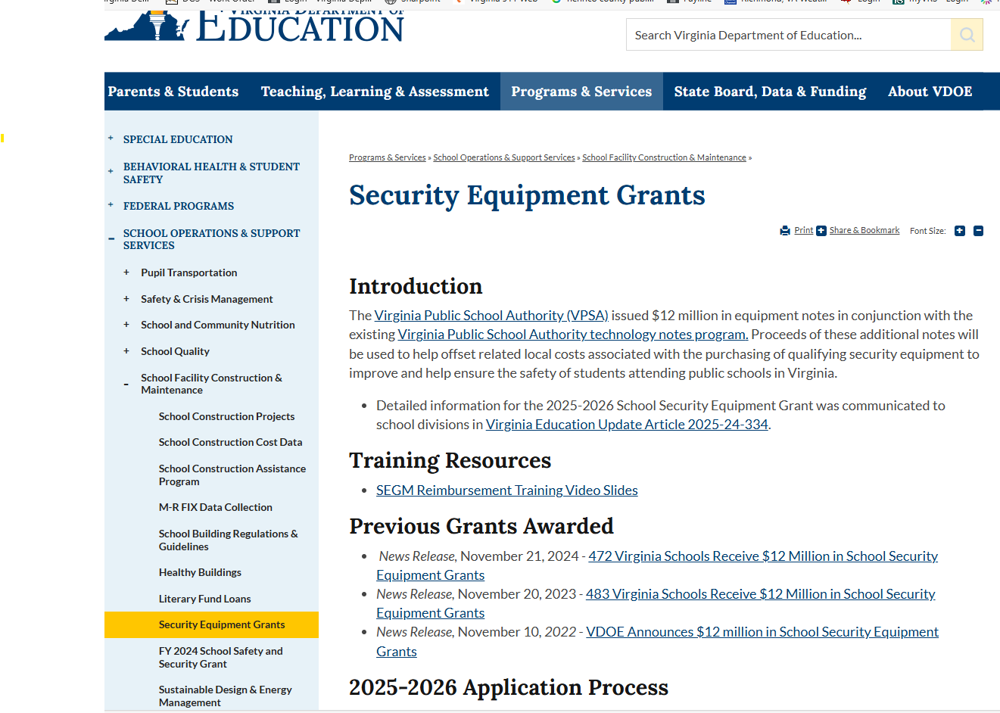 VIRGINIA DEPARTMENT OF
EDUCATION
Search Virginia Department of Education...
Parents & Students Teaching, Learning & Assessment Programs & Services State Board, Data & Funding About VDOE
+ SPECIAL EDUCATION
+ BEHAVIORAL HEALTH & STUDENT
SAFETY
+ FEDERAL PROGRAMS
- SCHOOL OPERATIONS & SUPPORT
SERVICES
+ Pupil Transportation
+ Safety & Crisis Management
+ School and Community Nutrition
+ School Quality
- School Facility Construction &
Maintenance
School Construction Projects
School Construction Cost Data
School Construction Assistance
Program
M-R FIX Data Collection
School Building Regulations &
Guidelines
Healthy Buildings
Literary Fund Loans
Security Equipment Grants
FY 2024 School Safety and
Security Grant
Sustainable Design & Energy
Management
Programs & Services » School Operations & Support Services » School Facility Construction & Maintenance »
Security Equipment Grants
Print + Share & Bookmark Font Size: + -
Introduction
The Virginia Public School Authority (VPSA) issued $12 million in equipment notes in conjunction with the
existing Virginia Public School Authority technology notes program. Proceeds of these additional notes will
be used to help offset related local costs associated with the purchasing of qualifying security equipment to
improve and help ensure the safety of students attending public schools in Virginia.
• Detailed information for the 2025-2026 School Security Equipment Grant was communicated to
school divisions in Virginia Education Update Article 2025-24-334.
Training Resources
• SEGM Reimbursement Training Video Slides
Previous Grants Awarded
• News Release, November 21, 2024 - 472 Virginia Schools Receive $12 Million in School Security
Equipment Grants
• News Release, November 20, 2023 - 483 Virginia Schools Receive $12 Million in School Security
Equipment Grants
• News Release, November 10, 2022 - VDOE Announces $12 million in School Security Equipment
Grants
2025-2026 Application Process